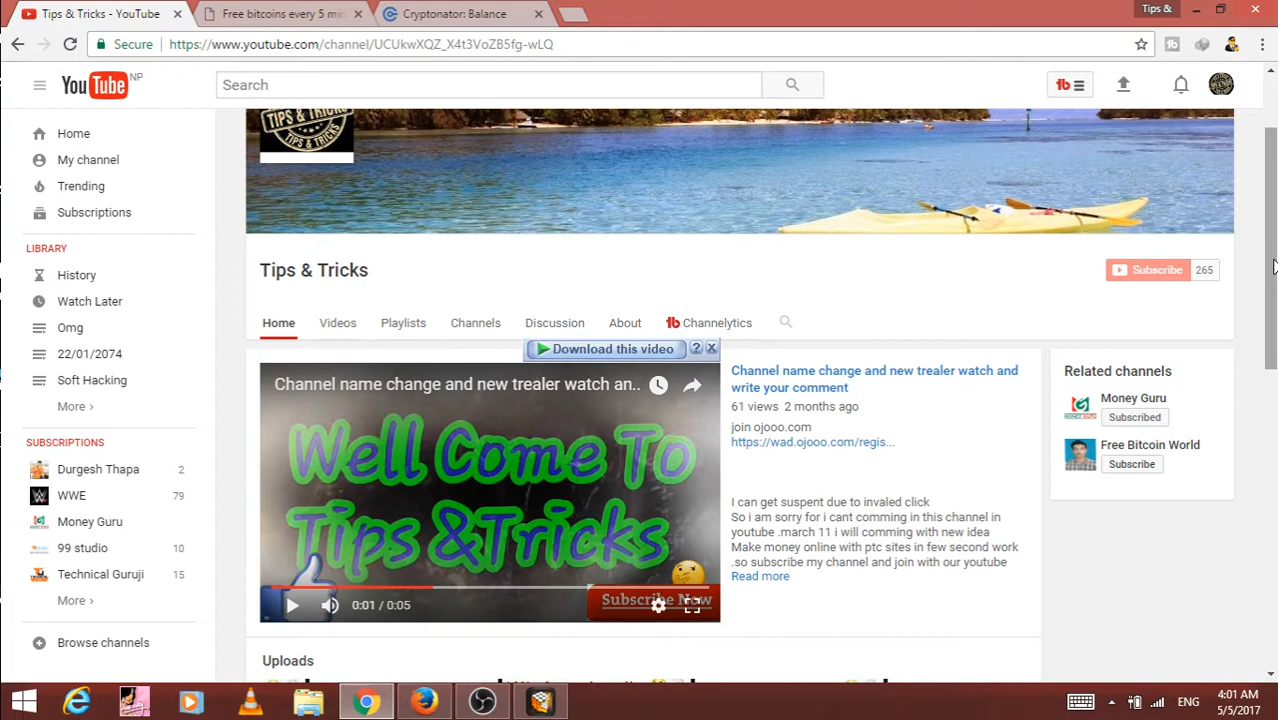 Tips & Tricks - YouTube
Free bitcoins every 5 min
Cryptonator: Balance
Tips &
Secure
https://www.youtube.com/channel/UCUkwXQZ_X4t3VoZB5fg-wLQ
YouTube NP
Search
Home
My channel
Trending
Subscriptions
LIBRARY
History
Watch Later
Omg
22/01/2074
Soft Hacking
More ›
SUBSCRIPTIONS
Durgesh Thapa 2
WWE 79
Money Guru
99 studio 10
Technical Guruji 15
More ›
Browse channels
TIPS & TRICKS
TIPS & TRICKS
Tips & Tricks
Subscribe 265
Home Videos Playlists Channels Discussion About Channelytics
Download this video
Channel name change and new trealer watch an...
Well Come To
Tips &Tricks
Subscribe Now
0:01 / 0:05
Channel name change and new trealer watch and
write your comment
61 views 2 months ago
join ojooo.com
https://wad.ojooo.com/regis...
I can get suspent due to invaled click
So i am sorry for i cant comming in this channel in
youtube .march 11 i will comming with new idea
Make money online with ptc sites in few second work
.so subscribe my channel and join with our youtube
Read more
Related channels
Money Guru
Subscribed
Free Bitcoin World
Subscribe
Uploads
ENG
4:01 AM
5/5/2017